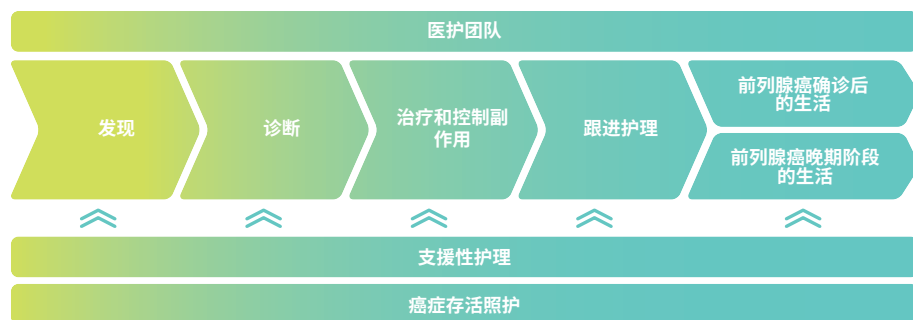 医护团队
发现
诊断
治疗和控制副
作用
跟进护理
前列腺癌确诊后
的生活
前列腺癌晚期阶段
的生活
支援性护理
癌症存活照护